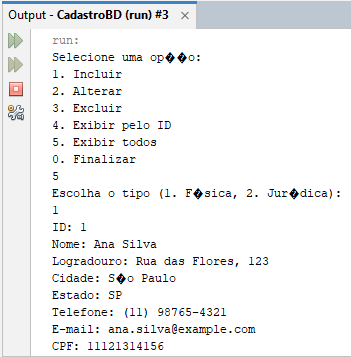 Output - CadastroBD (run) #3
run:
Selecione uma op��o:
1. Incluir
2. Alterar
3. Excluir
4. Exibir pelo ID
5. Exibir todos
0. Finalizar
5
Escolha o tipo (1. F�sica, 2. Jur�dica):
1
ID: 1
Nome: Ana Silva
Logradouro: Rua das Flores, 123
Cidade: S�o Paulo
Estado: SP
Telefone: (11) 98765-4321
E-mail: ana.silva@example.com
CPF: 11121314156